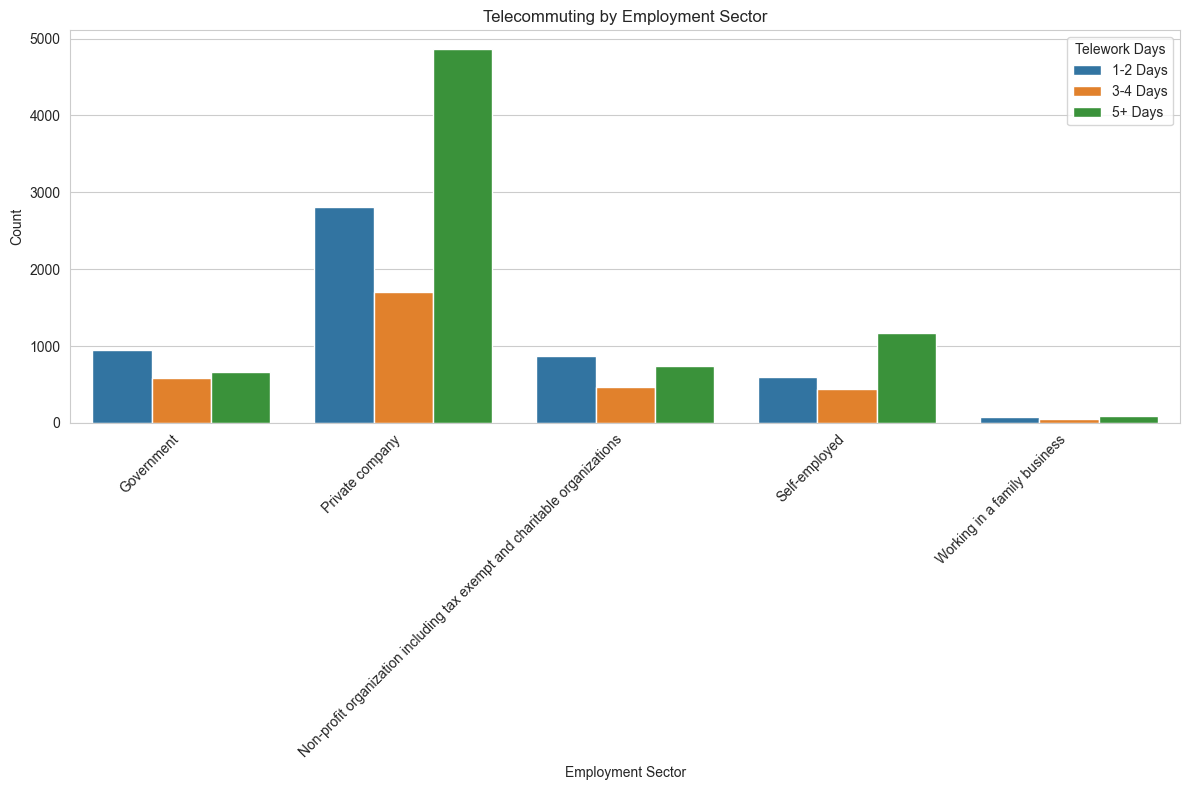 Telecommuting by Employment Sector
5000
4000
3000
2000
1000
0
Count
Telework Days
1-2 Days
3-4 Days
5+ Days
Government
Private company
Non-profit organization including tax exempt and charitable organizations
Self-employed
Working in a family business
Employment Sector